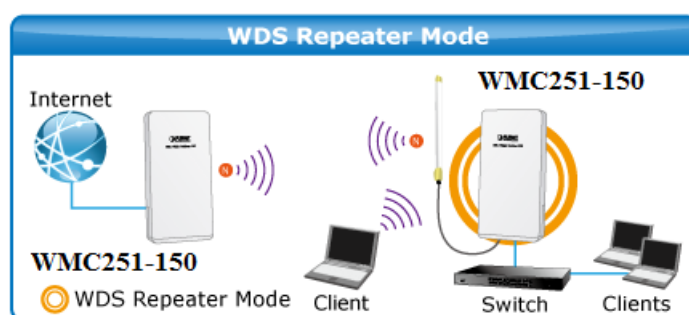 WDS Repeater Mode
Internet
WMC251-150
N
N
WMC251-150
WDS Repeater Mode
Client
Switch
Clients